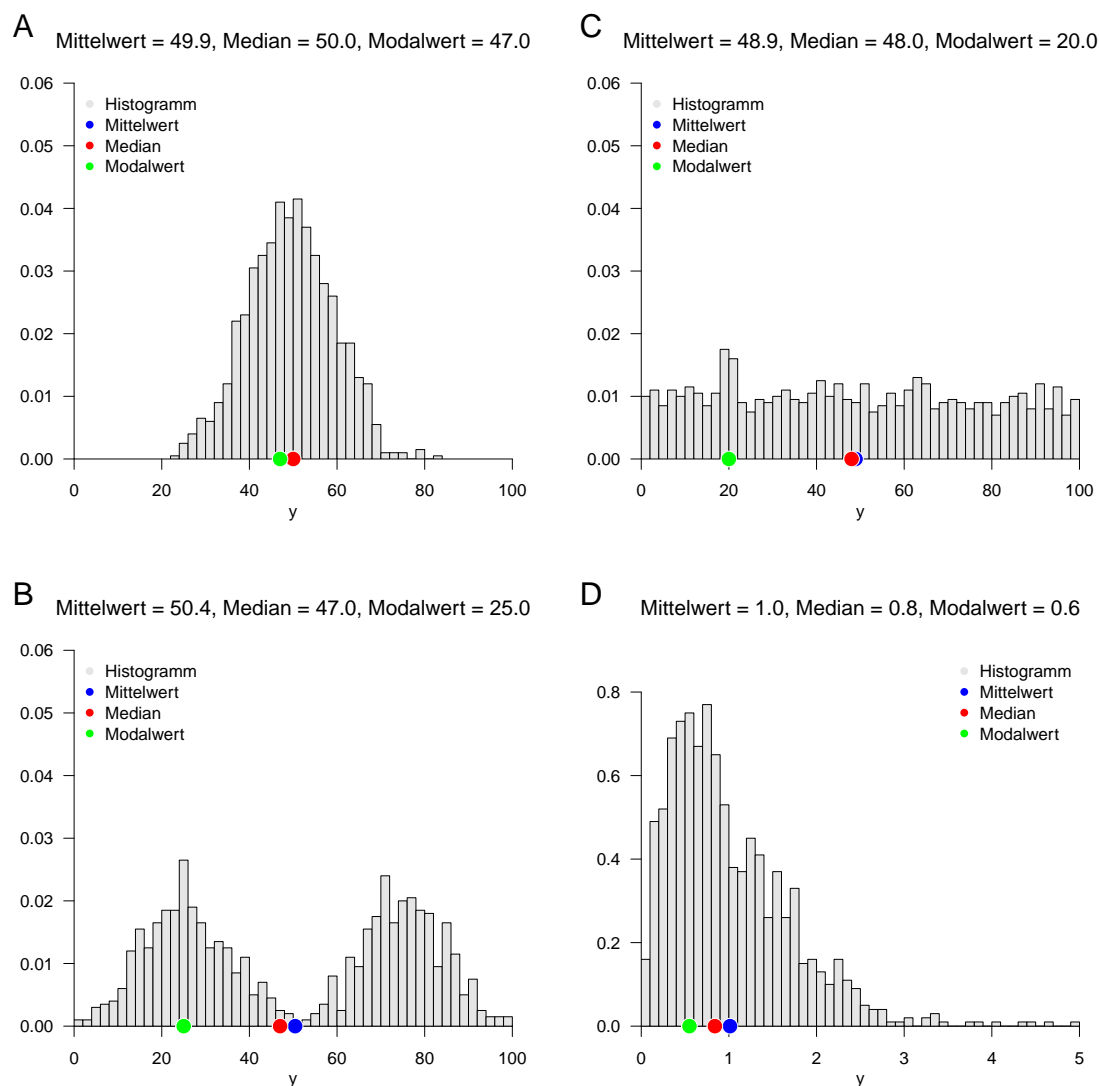 A
Mittelwert = 49.9, Median = 50.0, Modalwert = 47.0
0.06
0.05
0.04
0.03
0.02
0.01
0.00
Histogramm
Mittelwert
Median
Modalwert
0 20 40 60 80 100
y
C
Mittelwert = 48.9, Median = 48.0, Modalwert = 20.0
0.06
0.05
0.04
0.03
0.02
0.01
0.00
Histogramm
Mittelwert
Median
Modalwert
0 20 40 60 80 100
y
B
Mittelwert = 50.4, Median = 47.0, Modalwert = 25.0
0.06
0.05
0.04
0.03
0.02
0.01
0.00
Histogramm
Mittelwert
Median
Modalwert
0 20 40 60 80 100
y
D
Mittelwert = 1.0, Median = 0.8, Modalwert = 0.6
0.8
0.6
0.4
0.2
0.0
Histogramm
Mittelwert
Median
Modalwert
0 1 2 3 4 5
y